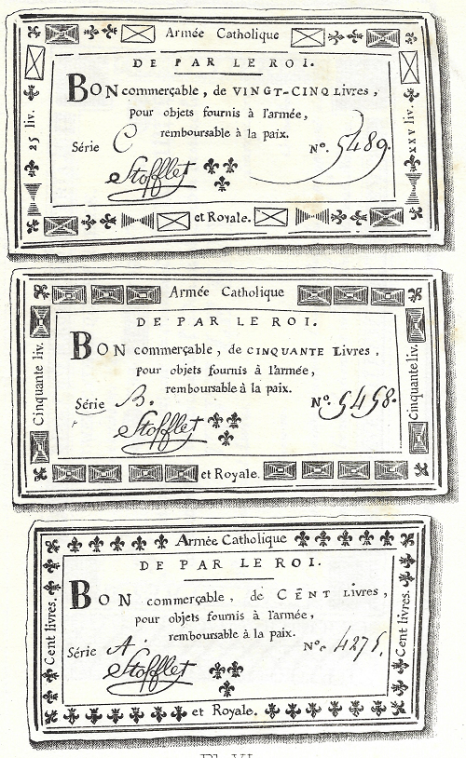 Armée Catholique
DE PAR LE ROI.
BON commerçable, de VINGT-CINQ Livres,
pour objets fournis à l'armée,
remboursable à la paix.
Série C
N°. 5489.
Stofflet
25 liv.
XXV liv.
et Royale.
Armée Catholique
DE PAR LE ROI.
BON commerçable, de CINQUANTE Livres,
pour objets fournis à l'armée,
remboursable à la paix.
Série B.
N°. 5458.
Stofflet
Cinquante liv.
Cinquante liv.
et Royale.
Armée Catholique
DE PAR LE ROI.
BON commerçable, de CENT Livres,
pour objets fournis à l'armée,
remboursable à la paix.
Série A.
N°. 4275.
Stofflet
Cent livres.
Cent livres.
et Royale.